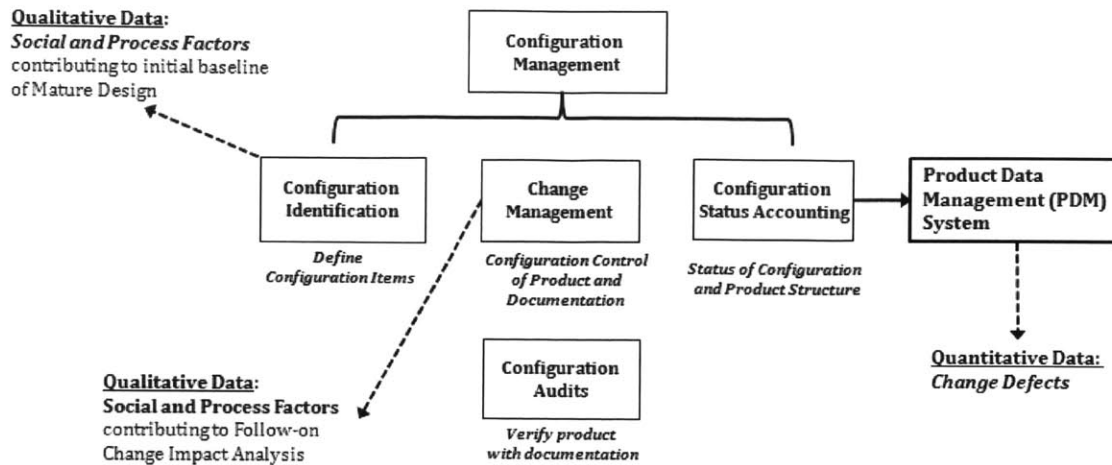 Qualitative Data:
Social and Process Factors
contributing to initial baseline
of Mature Design
Configuration
Management
Configuration
Identification
Define
Configuration Items
Change
Management
Configuration Control
of Product and
Documentation
Configuration
Status Accounting
Status of Configuration
and Product Structure
Product Data
Management (PDM)
System
Configuration
Audits
Verify product
with documentation
Qualitative Data:
Social and Process Factors
contributing to Follow-on
Change Impact Analysis
Quantitative Data:
Change Defects